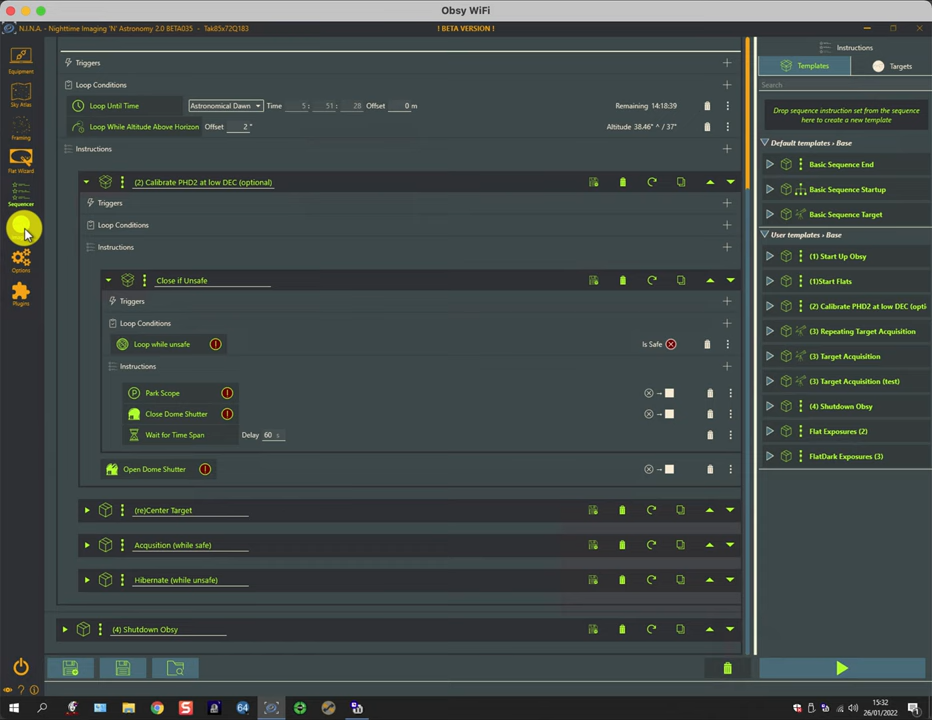 Obsy WiFi
N.I.N.A. - Nighttime Imaging 'N' Astronomy 2.0 BETA035 - Tak85x72Q183
! BETA VERSION !
Equipment
Sky Atlas
Framing
Flat Wizard
Sequencer
Options
Plugins
Triggers
Loop Conditions
Loop Until Time Astronomical Dawn Time 5: 51: 28 Offset 0 m Remaining 14:18:39
Loop While Altitude Above Horizon Offset 2 ° Altitude 38.46° ^ / 37°
Instructions
(2) Calibrate PHD2 at low DEC (optional)
Triggers
Loop Conditions
Instructions
Close if Unsafe
Triggers
Loop Conditions
Loop while unsafe Is Safe
Instructions
Park Scope
Close Dome Shutter
Wait for Time Span Delay 60 s
Open Dome Shutter
(re)Center Target
Acqusition (while safe)
Hibernate (while unsafe)
(4) Shutdown Obsy
Instructions
Templates Targets
Search
Drop sequence instruction set from the sequence
here to create a new template
Default templates › Base
Basic Sequence End
Basic Sequence Startup
Basic Sequence Target
User templates › Base
(1) Start Up Obsy
(1)Start Flats
(2) Calibrate PHD2 at low DEC (opti
(3) Repeating Target Acquisition
(3) Target Acquisition
(3) Target Acquisition (test)
(4) Shutdown Obsy
Flat Exposures (2)
FlatDark Exposures (3)
15:32
26/01/2022